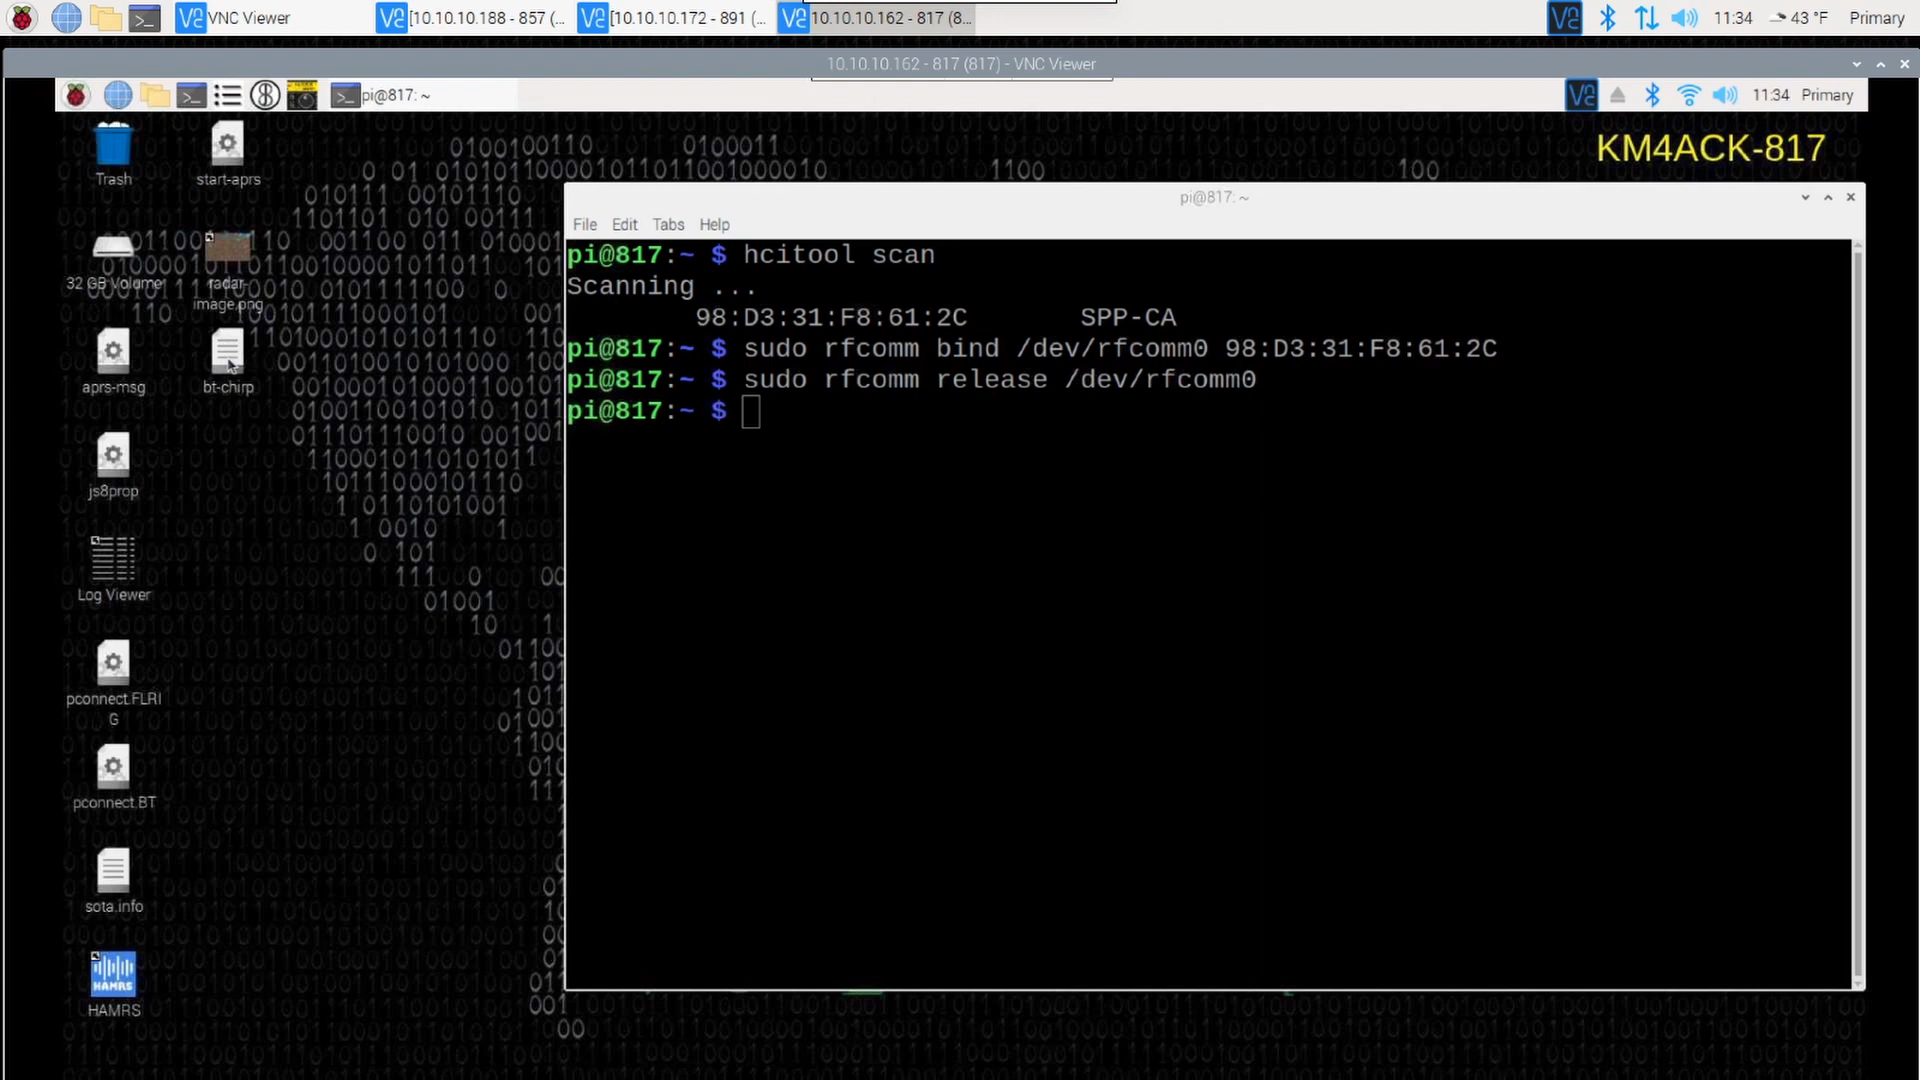 VNC Viewer
[10.10.10.188 - 857 (...
[10.10.10.172 - 891 (...
10.10.10.162 - 817 (8...
11:34
43 °F
Primary
10.10.10.162 - 817 (817) - VNC Viewer
pi@817: ~
11:34
Primary
KM4ACK-817
Trash
start-aprs
32 GB Volume
radar-
image.png
aprs-msg
bt-chirp
js8prop
Log Viewer
pconnect.FLRI
G
pconnect.BT
sota.info
HAMRS
HAMRS
pi@817: ~
File Edit Tabs Help
pi@817:~ $ hcitool scan
Scanning ...
98:D3:31:F8:61:2C SPP-CA
pi@817:~ $ sudo rfcomm bind /dev/rfcomm0 98:D3:31:F8:61:2C
pi@817:~ $ sudo rfcomm release /dev/rfcomm0
pi@817:~ $